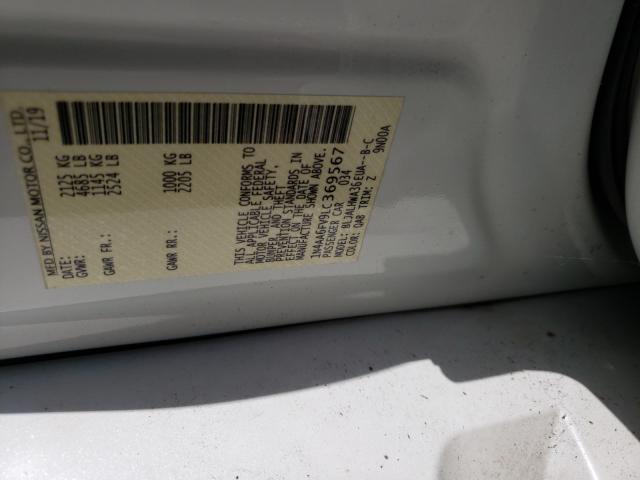 MFD BY NISSAN MOTOR CO., LTD.
DATE: 11/19
GVWR: 2125 KG
4685 LB
GAWR FR.: 1145 KG
2524 LB
GAWR RR.: 1000 KG
2205 LB
THIS VEHICLE CONFORMS TO
ALL APPLICABLE FEDERAL
MOTOR VEHICLE SAFETY,
BUMPER, AND THEFT
PREVENTION STANDARDS IN
EFFECT ON THE DATE OF
MANUFACTURE SHOWN ABOVE.
1N4AA6FV9LC369567
PASSENGER CAR 034
MODEL: BLJALHWA36EUA--B-C
COLOR: QAB TRIM: Z 9N00A